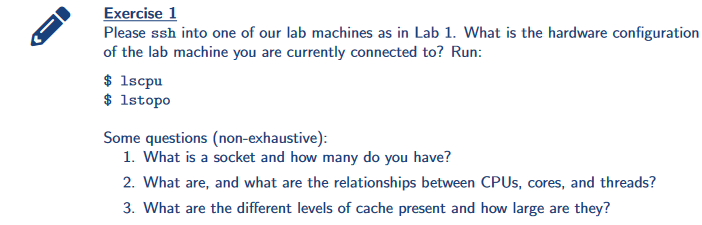 Exercise 1
Please ssh into one of our lab machines as in Lab 1. What is the hardware configuration
of the lab machine you are currently connected to? Run:
$ lscpu
$ lstopo
Some questions (non-exhaustive):
1. What is a socket and how many do you have?
2. What are, and what are the relationships between CPUs, cores, and threads?
3. What are the different levels of cache present and how large are they?